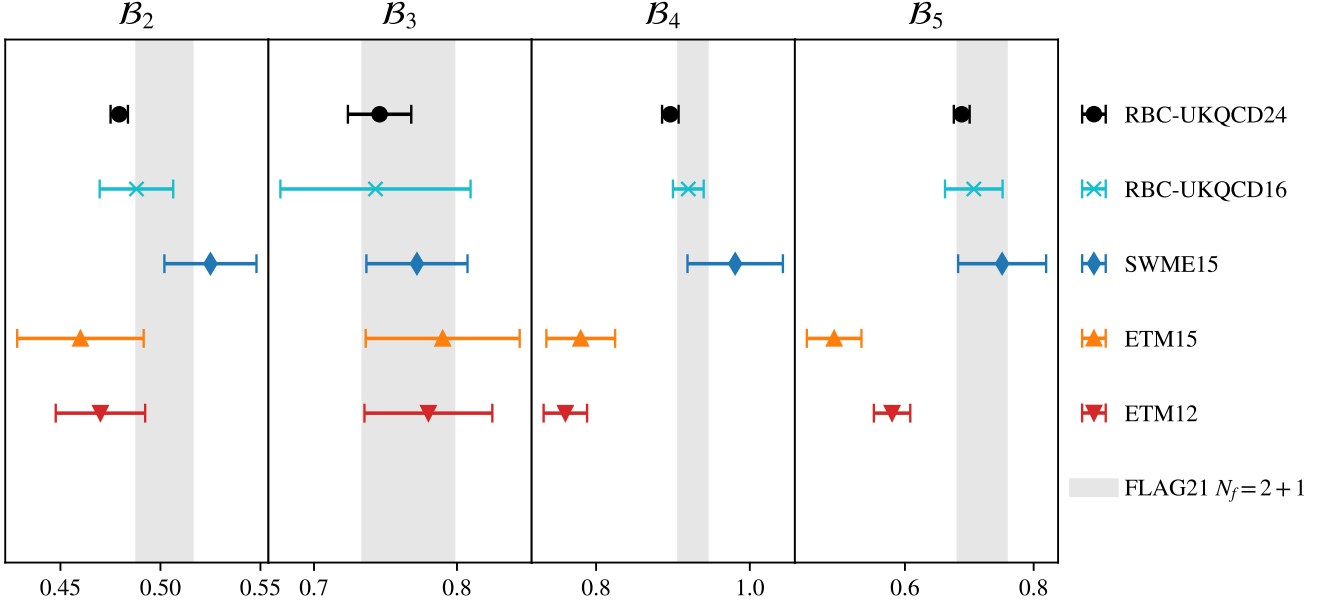 ℬ₂ ℬ₃ ℬ₄ ℬ₅
RBC-UKQCD24
RBC-UKQCD16
SWME15
ETM15
ETM12
FLAG21 N_f = 2 + 1
0.45 0.50 0.55 0.7 0.8 0.8 1.0 0.6 0.8